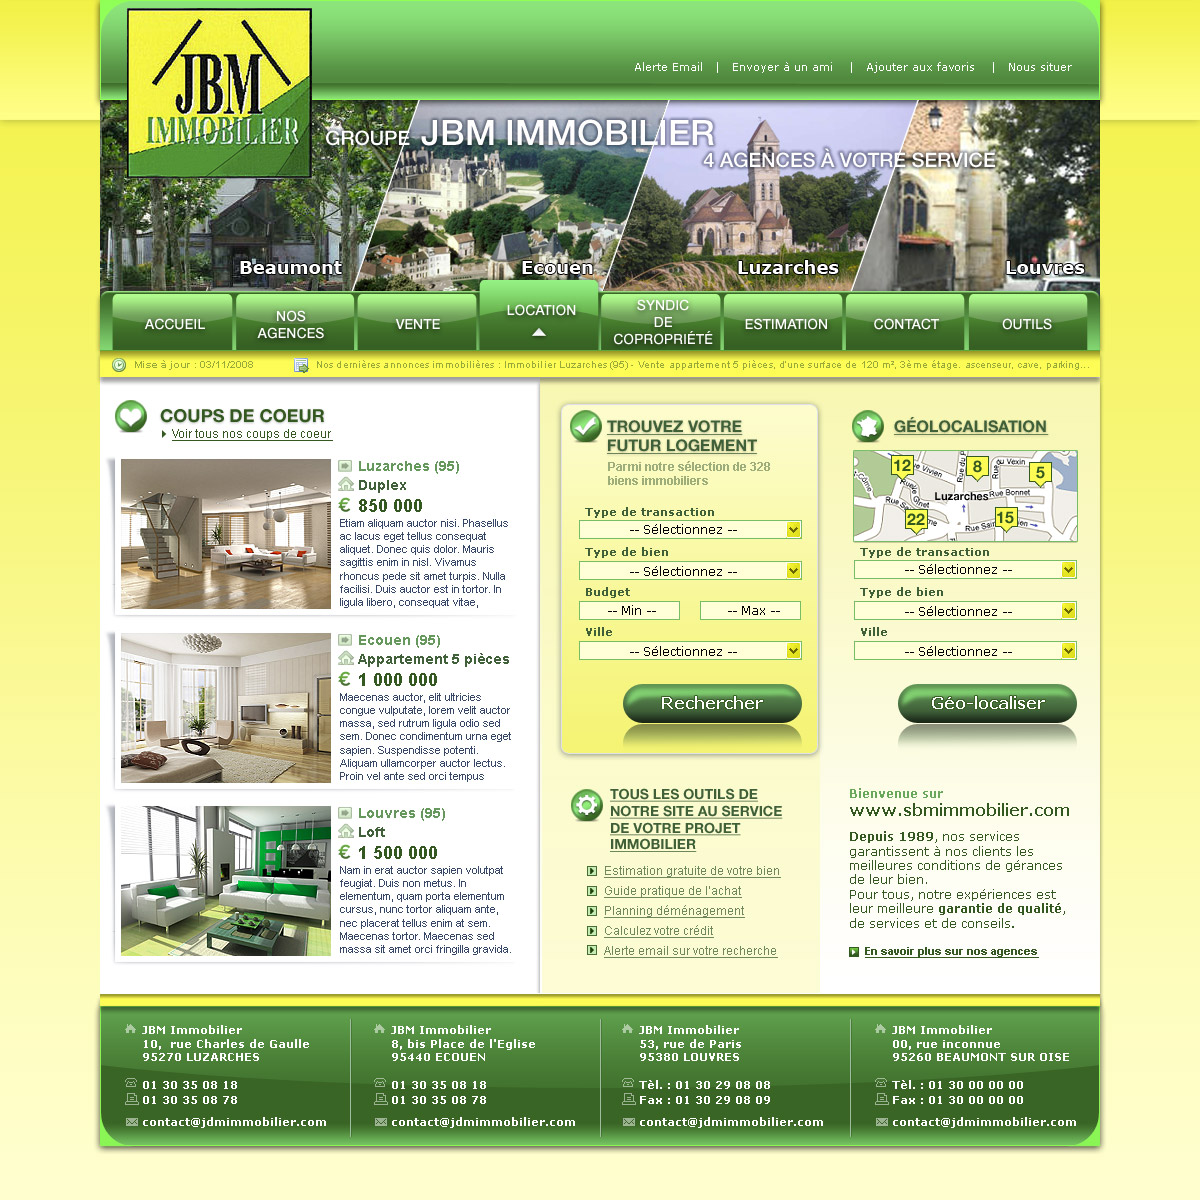 JBM
IMMOBILIER
Alerte Email | Envoyer à un ami | Ajouter aux favoris | Nous situer
GROUPE JBM IMMOBILIER
4 AGENCES À VOTRE SERVICE
Beaumont
Ecouen
Luzarches
Louvres
ACCUEIL
NOS
AGENCES
VENTE
LOCATION
SYNDIC
DE
COPROPRIÉTÉ
ESTIMATION
CONTACT
OUTILS
Mise à jour : 03/11/2008
Nos dernières annonces immobilières : Immobilier Luzarches (95) - Vente appartement 5 pièces, d'une surface de 120 m², 3ème étage. ascenseur, cave, parking...
COUPS DE COEUR
Voir tous nos coups de coeur
Luzarches (95)
Duplex
€ 850 000
Etiam aliquam auctor nisi. Phasellus
ac lacus eget tellus consequat
aliquet. Donec quis dolor. Mauris
sagittis enim in nisl. Vivamus
rhoncus pede sit amet turpis. Nulla
facilisi. Duis auctor est in tortor. In
ligula libero, consequat vitae,
Ecouen (95)
Appartement 5 pièces
€ 1 000 000
Maecenas auctor, elit ultricies
congue vulputate, lorem velit auctor
massa, sed rutrum ligula odio sed
sem. Donec condimentum urna eget
sapien. Suspendisse potenti.
Aliquam ullamcorper auctor lectus.
Proin vel ante sed orci tempus
Louvres (95)
Loft
€ 1 500 000
Nam in erat auctor sapien volutpat
feugiat. Duis non metus. In
elementum, quam porta elementum
cursus, nunc tortor aliquam ante,
nec placerat tellus enim at sem.
Maecenas tortor. Maecenas sed
massa sit amet orci fringilla gravida.
TROUVEZ VOTRE
FUTUR LOGEMENT
Parmi notre sélection de 328
biens immobiliers
Type de transaction
-- Sélectionnez --
Type de bien
-- Sélectionnez --
Budget
-- Min --
-- Max --
Ville
-- Sélectionnez --
Rechercher
TOUS LES OUTILS DE
NOTRE SITE AU SERVICE
DE VOTRE PROJET
IMMOBILIER
Estimation gratuite de votre bien
Guide pratique de l'achat
Planning déménagement
Calculez votre crédit
Alerte email sur votre recherche
GÉOLOCALISATION
12
8
5
22
15
Luzarches
Rue Bonnet
Type de transaction
-- Sélectionnez --
Type de bien
-- Sélectionnez --
Ville
-- Sélectionnez --
Géo-localiser
Bienvenue sur
www.sbmimmobilier.com
Depuis 1989, nos services
garantissent à nos clients les
meilleures conditions de gérances
de leur bien.
Pour tous, notre expériences est
leur meilleure garantie de qualité,
de services et de conseils.
En savoir plus sur nos agences
JBM Immobilier
10, rue Charles de Gaulle
95270 LUZARCHES
01 30 35 08 18
01 30 35 08 78
contact@jdmimmobilier.com
JBM Immobilier
8, bis Place de l'Eglise
95440 ECOUEN
01 30 35 08 18
01 30 35 08 78
contact@jdmimmobilier.com
JBM Immobilier
53, rue de Paris
95380 LOUVRES
Tèl. : 01 30 29 08 08
Fax : 01 30 29 08 09
contact@jdmimmobilier.com
JBM Immobilier
00, rue inconnue
95260 BEAUMONT SUR OISE
Tèl. : 01 30 00 00 00
Fax : 01 30 00 00 00
contact@jdmimmobilier.com